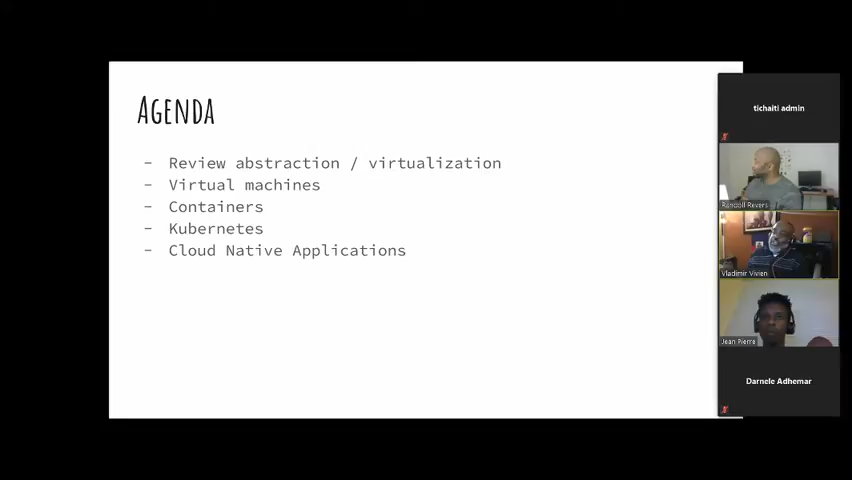 Agenda
- Review abstraction / virtualization
- Virtual machines
- Containers
- Kubernetes
- Cloud Native Applications
tichaiti admin
Randoll Revers
Vladimir Vivien
Jean Pierre
Darnele Adhemar